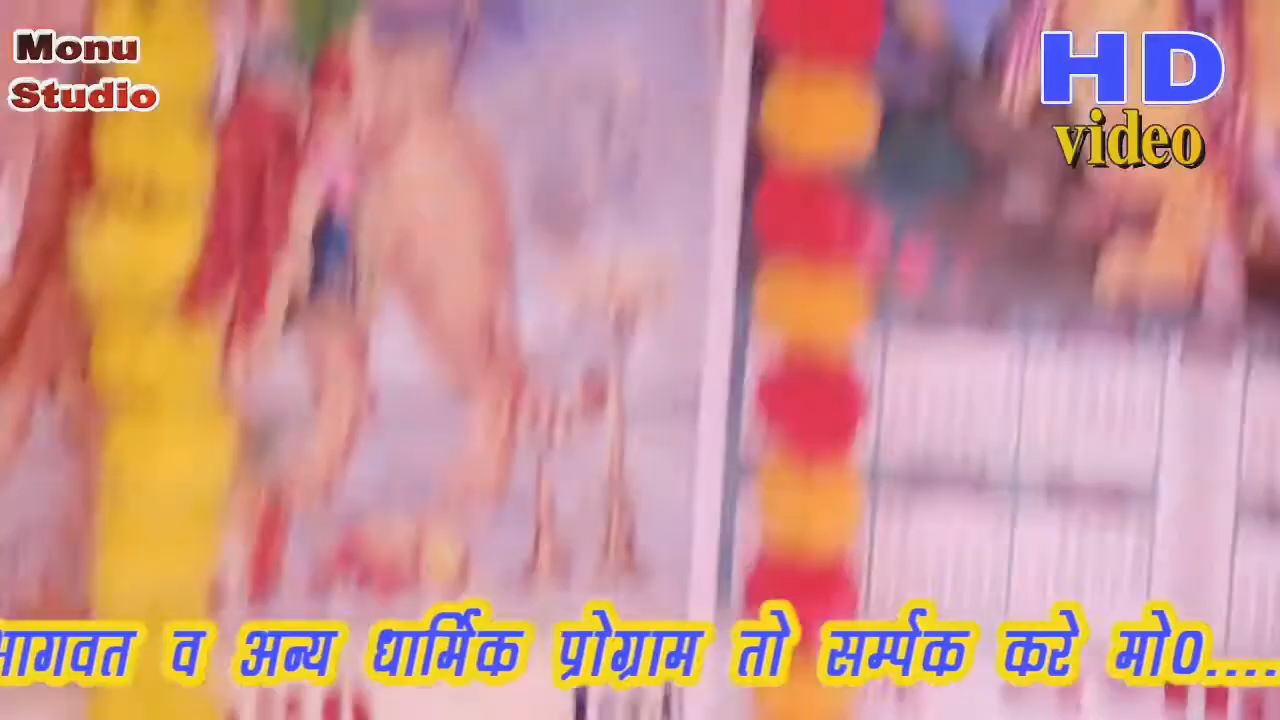 Monu
Studio
HD
video
भागवत व अन्य धार्मिक प्रोग्राम तो सर्म्पक करे मो0....